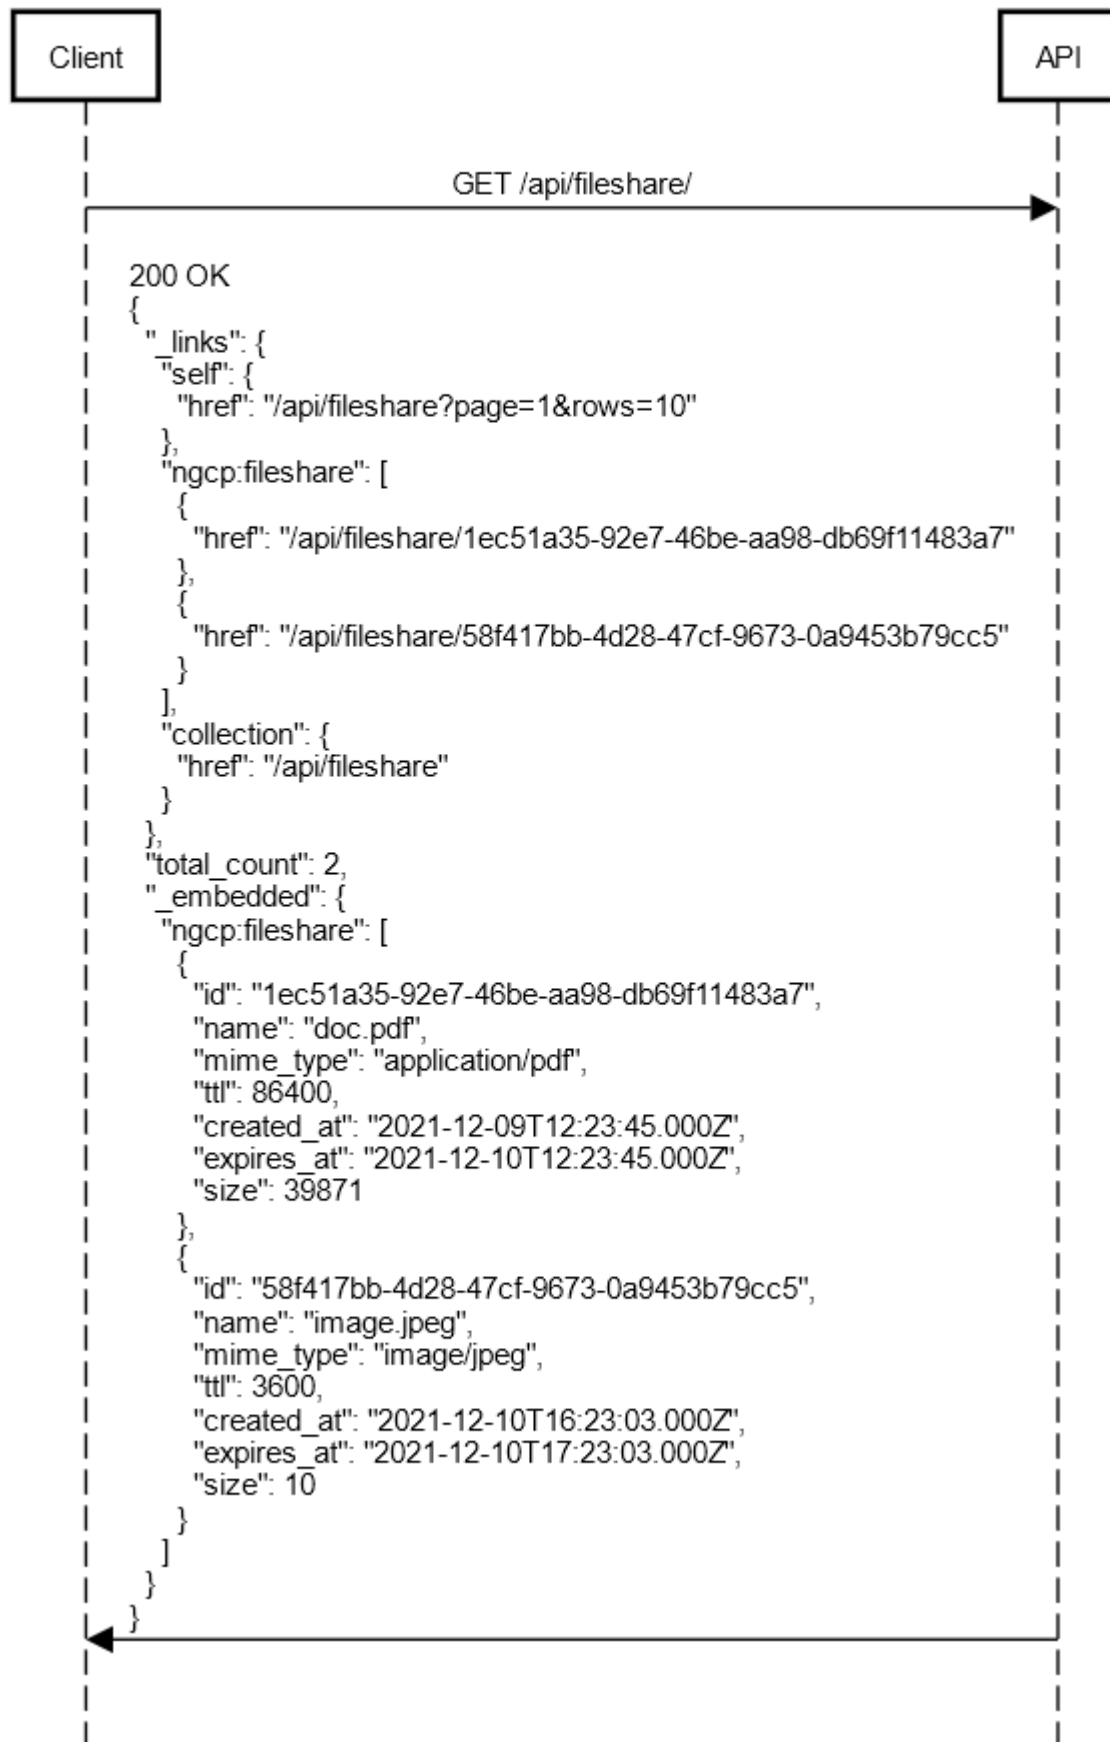 Client
API
GET /api/fileshare/
200 OK
{
"_links": {
"self": {
"href": "/api/fileshare?page=1&rows=10"
},
"ngcp:fileshare": [
{
"href": "/api/fileshare/1ec51a35-92e7-46be-aa98-db69f11483a7"
},
{
"href": "/api/fileshare/58f417bb-4d28-47cf-9673-0a9453b79cc5"
}
],
"collection": {
"href": "/api/fileshare"
}
},
"total_count": 2,
"_embedded": {
"ngcp:fileshare": [
{
"id": "1ec51a35-92e7-46be-aa98-db69f11483a7",
"name": "doc.pdf",
"mime_type": "application/pdf",
"ttl": 86400,
"created_at": "2021-12-09T12:23:45.000Z",
"expires_at": "2021-12-10T12:23:45.000Z",
"size": 39871
},
{
"id": "58f417bb-4d28-47cf-9673-0a9453b79cc5",
"name": "image.jpeg",
"mime_type": "image/jpeg",
"ttl": 3600,
"created_at": "2021-12-10T16:23:03.000Z",
"expires_at": "2021-12-10T17:23:03.000Z",
"size": 10
}
]
}
}